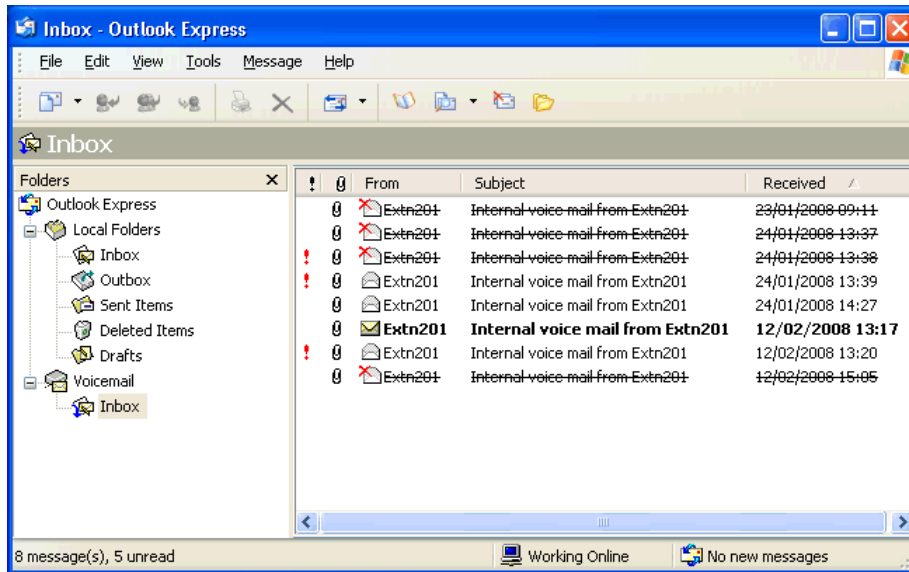 Inbox - Outlook Express
File Edit View Tools Message Help
Inbox
Folders X
Outlook Express
Local Folders
Inbox
Outbox
Sent Items
Deleted Items
Drafts
Voicemail
Inbox
! From Subject Received
Extn201 Internal voice mail from Extn201 23/01/2008 09:11
Extn201 Internal voice mail from Extn201 24/01/2008 13:37
! Extn201 Internal voice mail from Extn201 24/01/2008 13:38
! Extn201 Internal voice mail from Extn201 24/01/2008 13:39
Extn201 Internal voice mail from Extn201 24/01/2008 14:27
Extn201 Internal voice mail from Extn201 12/02/2008 13:17
! Extn201 Internal voice mail from Extn201 12/02/2008 13:20
Extn201 Internal voice mail from Extn201 12/02/2008 15:05
8 message(s), 5 unread Working Online No new messages